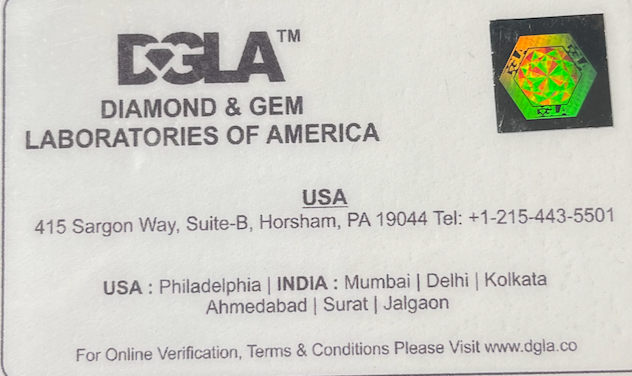 DGLA™
DIAMOND & GEM
LABORATORIES OF AMERICA
USA
415 Sargon Way, Suite-B, Horsham, PA 19044 Tel: +1-215-443-5501
USA : Philadelphia | INDIA : Mumbai | Delhi | Kolkata
Ahmedabad | Surat | Jalgaon
For Online Verification, Terms & Conditions Please Visit www.dgla.co
DGLA
DGLA